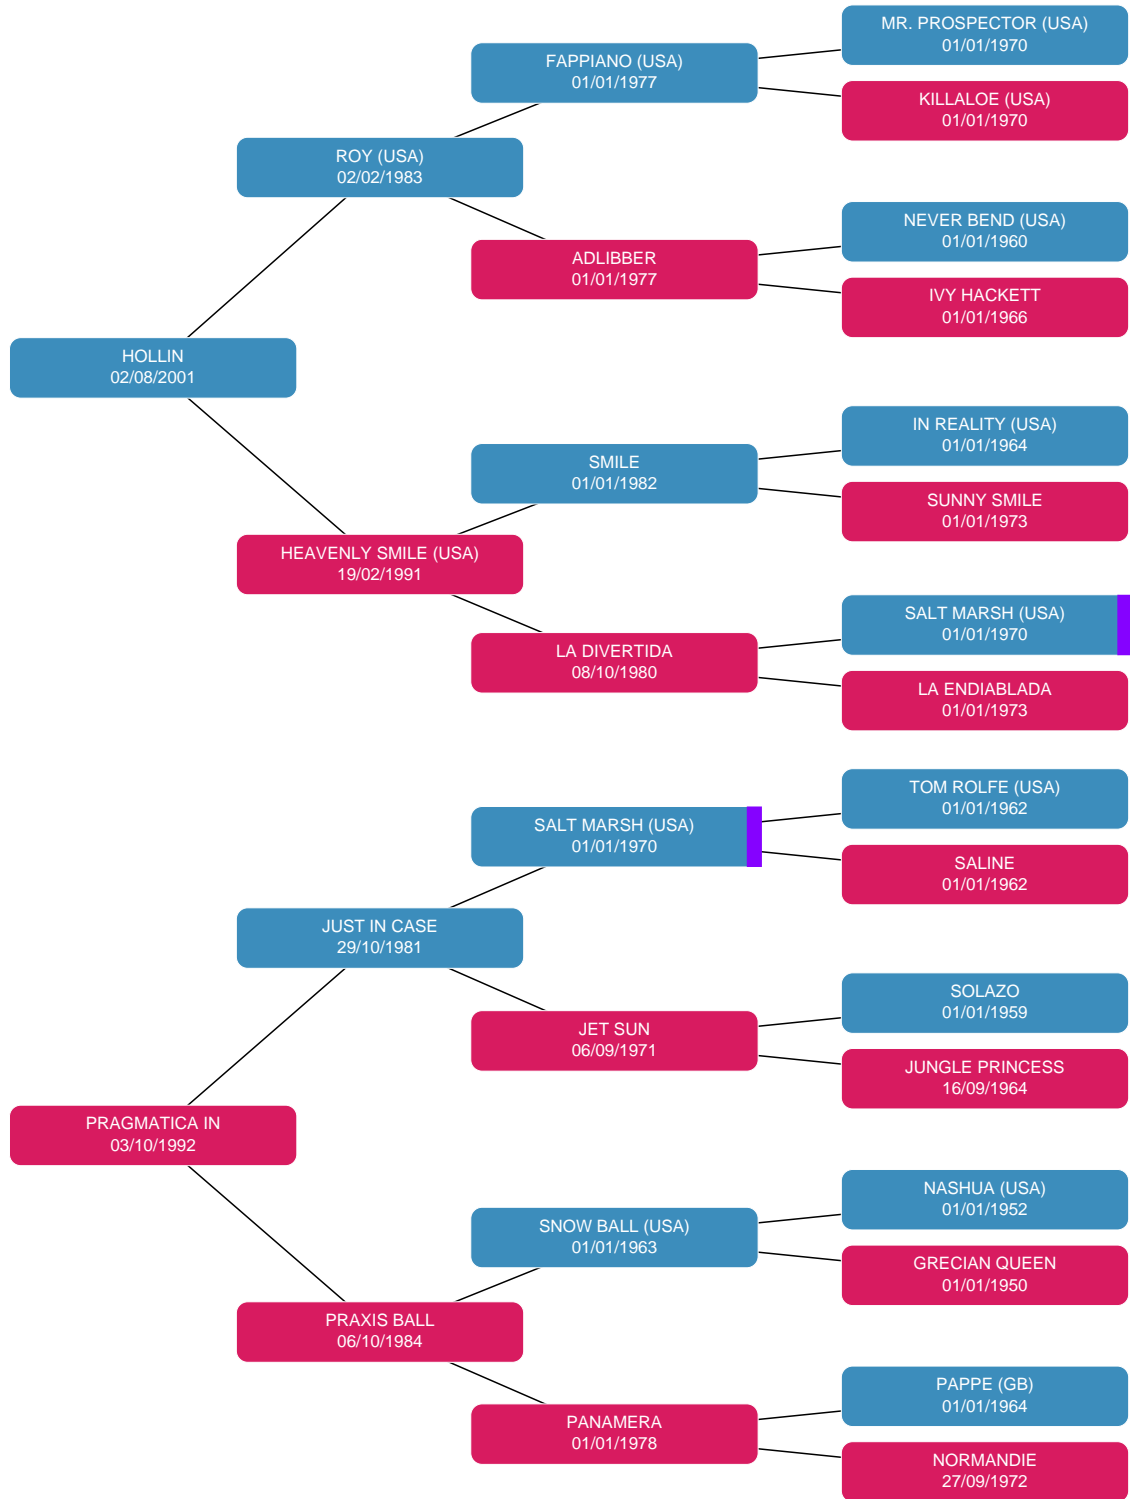 MR. PROSPECTOR (USA)
01/01/1970
FAPPIANO (USA)
01/01/1977
KILLALOE (USA)
01/01/1970
ROY (USA)
02/02/1983
NEVER BEND (USA)
01/01/1960
ADLIBBER
01/01/1977
IVY HACKETT
01/01/1966
HOLLIN
02/08/2001
IN REALITY (USA)
01/01/1964
SMILE
01/01/1982
SUNNY SMILE
01/01/1973
HEAVENLY SMILE (USA)
19/02/1991
SALT MARSH (USA)
01/01/1970
LA DIVERTIDA
08/10/1980
LA ENDIABLADA
01/01/1973
TOM ROLFE (USA)
01/01/1962
SALT MARSH (USA)
01/01/1970
SALINE
01/01/1962
JUST IN CASE
29/10/1981
SOLAZO
01/01/1959
JET SUN
06/09/1971
JUNGLE PRINCESS
16/09/1964
PRAGMATICA IN
03/10/1992
NASHUA (USA)
01/01/1952
SNOW BALL (USA)
01/01/1963
GRECIAN QUEEN
01/01/1950
PRAXIS BALL
06/10/1984
PAPPE (GB)
01/01/1964
PANAMERA
01/01/1978
NORMANDIE
27/09/1972